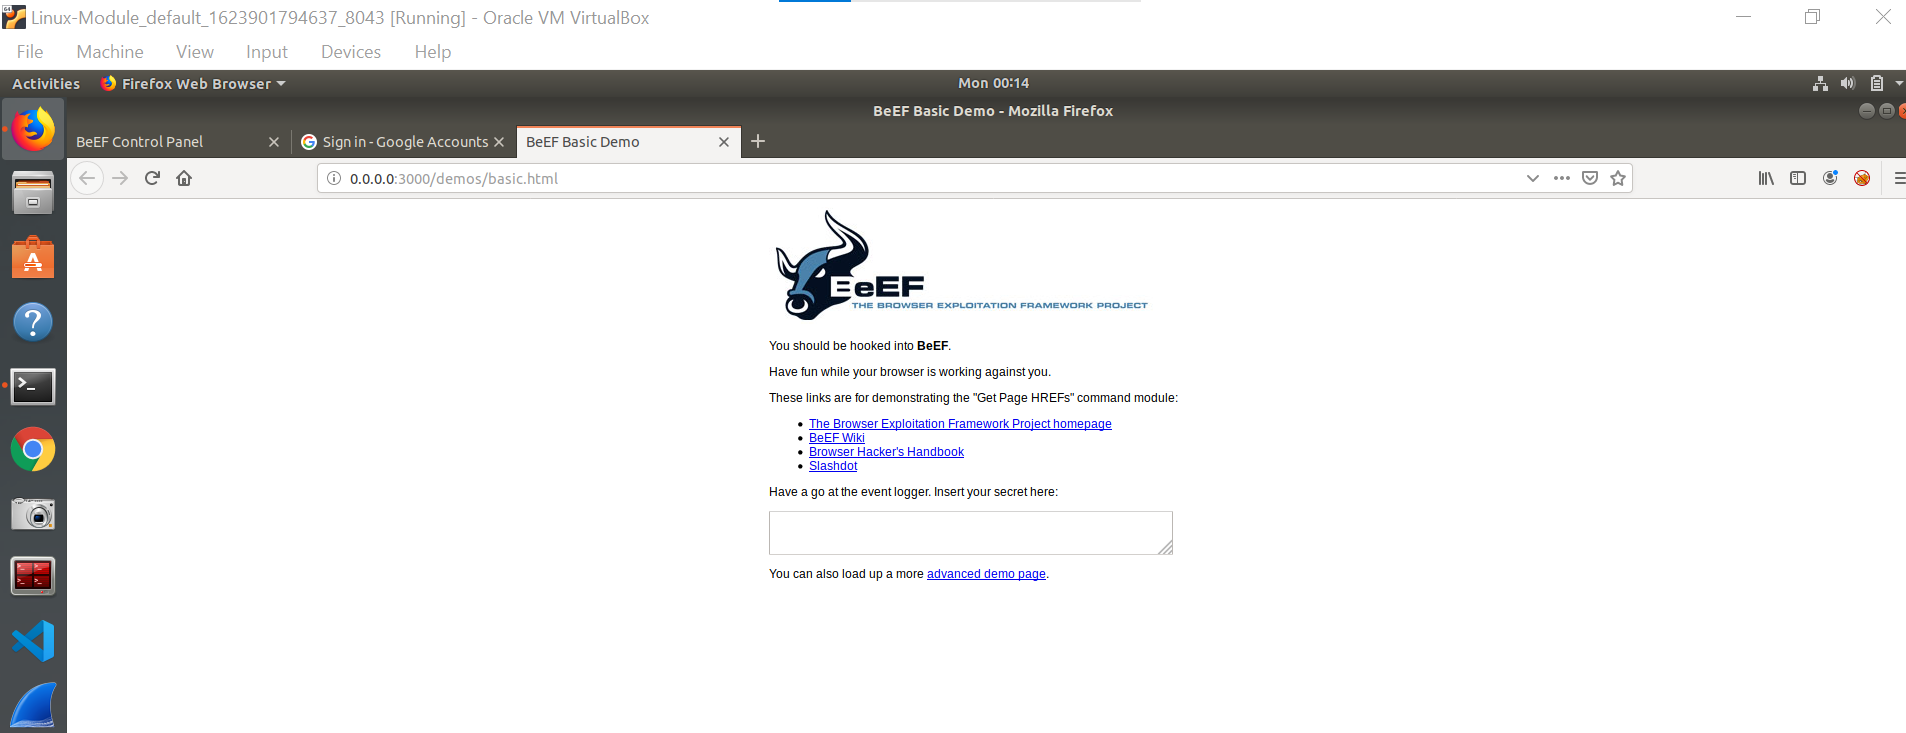 Linux-Module_default_1623901794637_8043 [Running] - Oracle VM VirtualBox
File Machine View Input Devices Help
Activities Firefox Web Browser Mon 00:14
BeEF Basic Demo - Mozilla Firefox
BeEF Control Panel Sign in - Google Accounts BeEF Basic Demo
0.0.0.0:3000/demos/basic.html
BeEF
THE BROWSER EXPLOITATION FRAMEWORK PROJECT
You should be hooked into BeEF.
Have fun while your browser is working against you.
These links are for demonstrating the "Get Page HREFs" command module:
The Browser Exploitation Framework Project homepage
BeEF Wiki
Browser Hacker's Handbook
Slashdot
Have a go at the event logger. Insert your secret here:
You can also load up a more advanced demo page.